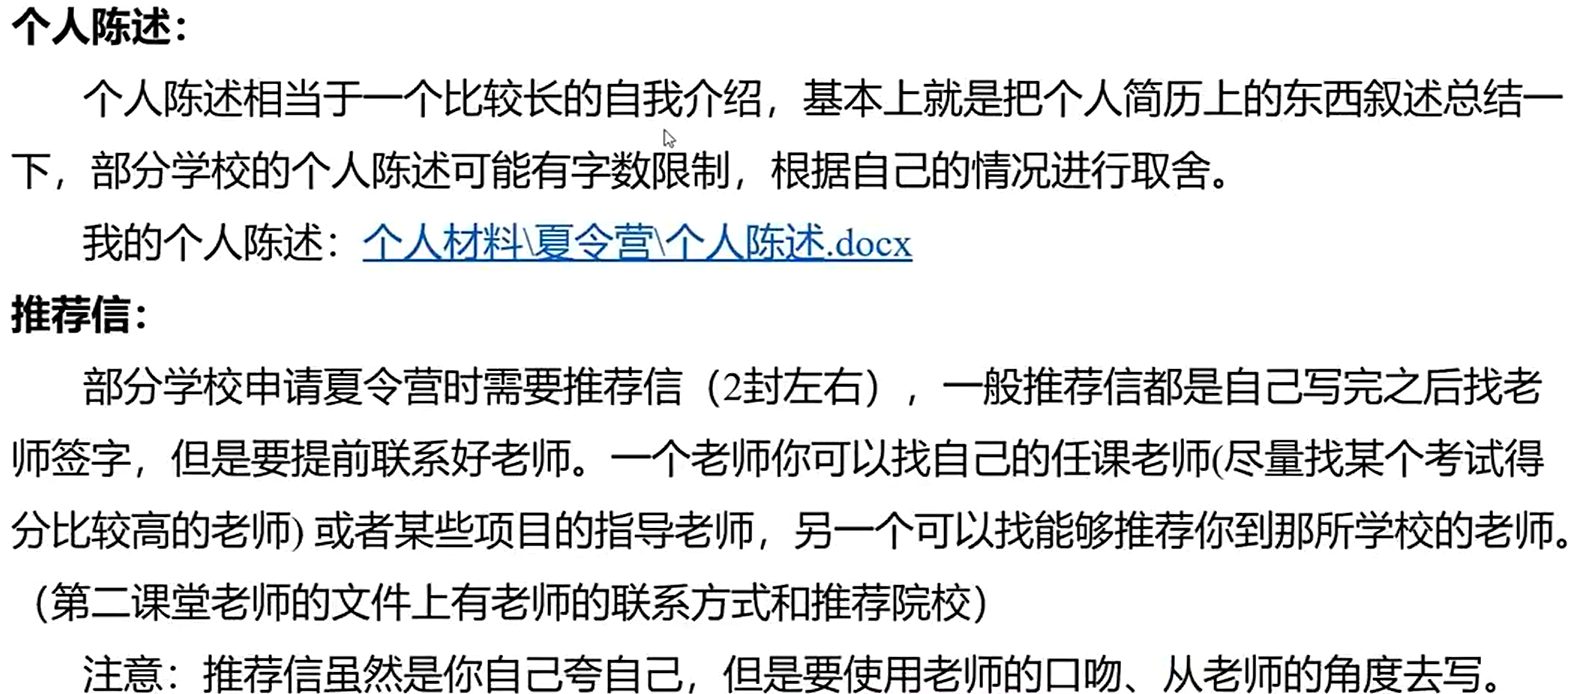 个人陈述：
个人陈述相当于一个比较长的自我介绍，基本上就是把个人简历上的东西叙述总结一
下，部分学校的个人陈述可能有字数限制，根据自己的情况进行取舍。
我的个人陈述：个人材料\夏令营\个人陈述.docx
推荐信：
部分学校申请夏令营时需要推荐信（2封左右），一般推荐信都是自己写完之后找老
师签字，但是要提前联系好老师。一个老师你可以找自己的任课老师(尽量找某个考试得
分比较高的老师) 或者某些项目的指导老师，另一个可以找能够推荐你到那所学校的老师。
（第二课堂老师的文件上有老师的联系方式和推荐院校）
注意：推荐信虽然是你自己夸自己，但是要使用老师的口吻、从老师的角度去写。